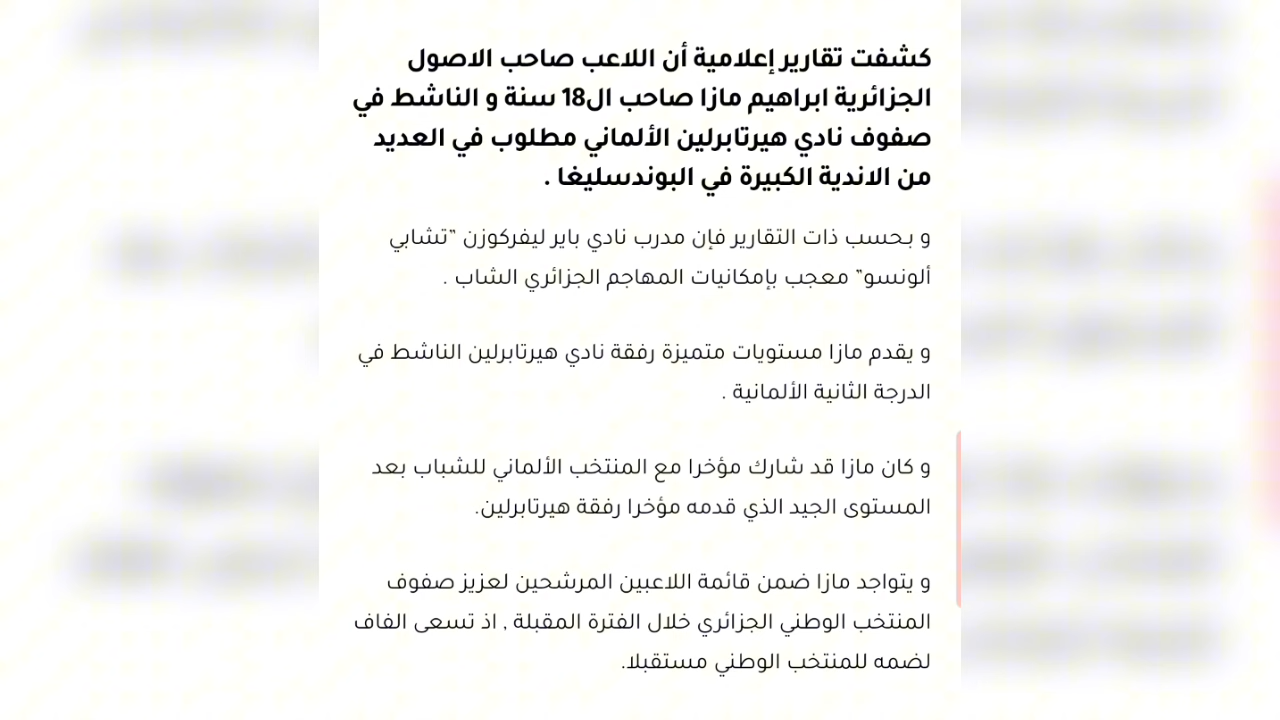 كشفت تقارير إعلامية أن اللاعب صاحب الاصول
الجزائرية ابراهيم مازا صاحب ال18 سنة و الناشط في
صفوف نادي هيرتابرلين الألماني مطلوب في العديد
من الاندية الكبيرة في البوندسليغا .
و بحسب ذات التقارير فإن مدرب نادي باير ليفركوزن ”تشابي
ألونسو” معجب بإمكانيات المهاجم الجزائري الشاب .
و يقدم مازا مستويات متميزة رفقة نادي هيرتابرلين الناشط في
الدرجة الثانية الألمانية .
و كان مازا قد شارك مؤخرا مع المنتخب الألماني للشباب بعد
المستوى الجيد الذي قدمه مؤخرا رفقة هيرتابرلين.
و يتواجد مازا ضمن قائمة اللاعبين المرشحين لعزيز صفوف
المنتخب الوطني الجزائري خلال الفترة المقبلة , اذ تسعى الفاف
لضمه للمنتخب الوطني مستقبلا.